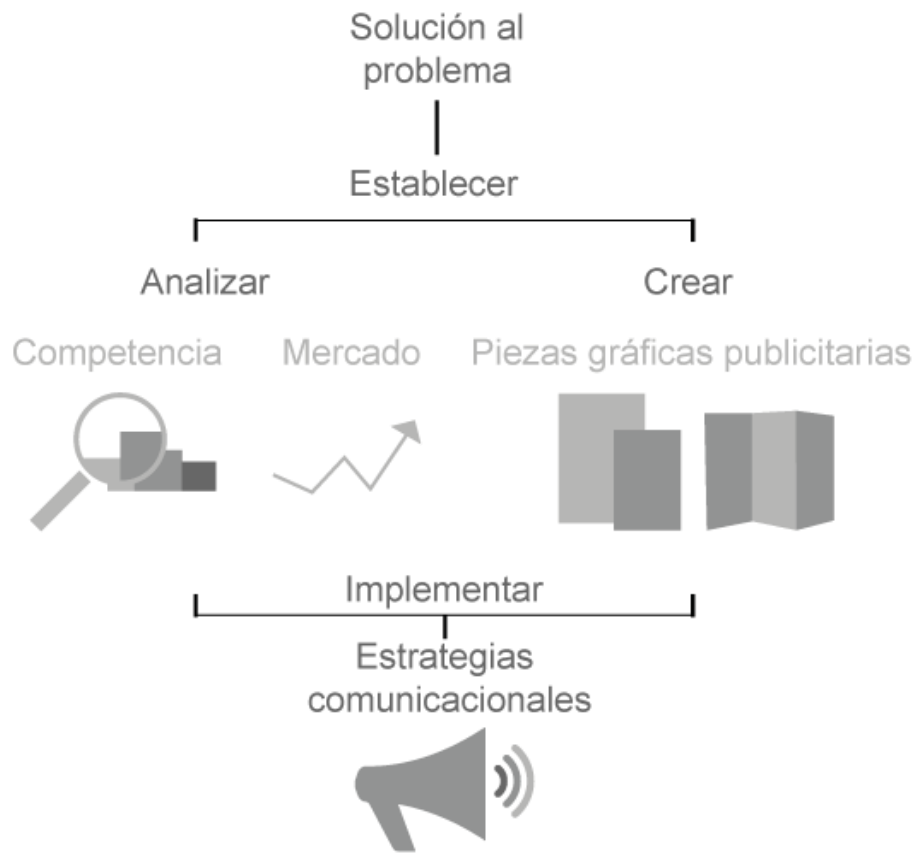 Solución al
problema
Establecer
Analizar
Crear
Competencia
Mercado
Piezas gráficas publicitarias
Implementar
Estrategias
comunicacionales